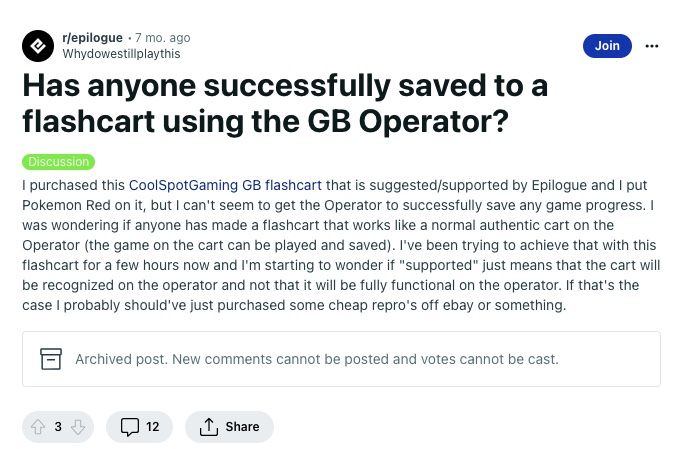 r/epilogue • 7 mo. ago
Whydowestillplaythis
Join
Has anyone successfully saved to a
flashcart using the GB Operator?
Discussion
I purchased this CoolSpotGaming GB flashcart that is suggested/supported by Epilogue and I put
Pokemon Red on it, but I can't seem to get the Operator to successfully save any game progress. I
was wondering if anyone has made a flashcart that works like a normal authentic cart on the
Operator (the game on the cart can be played and saved). I've been trying to achieve that with this
flashcart for a few hours now and I'm starting to wonder if "supported" just means that the cart will
be recognized on the operator and not that it will be fully functional on the operator. If that's the
case I probably should've just purchased some cheap repro's off ebay or something.
Archived post. New comments cannot be posted and votes cannot be cast.
3
12
Share